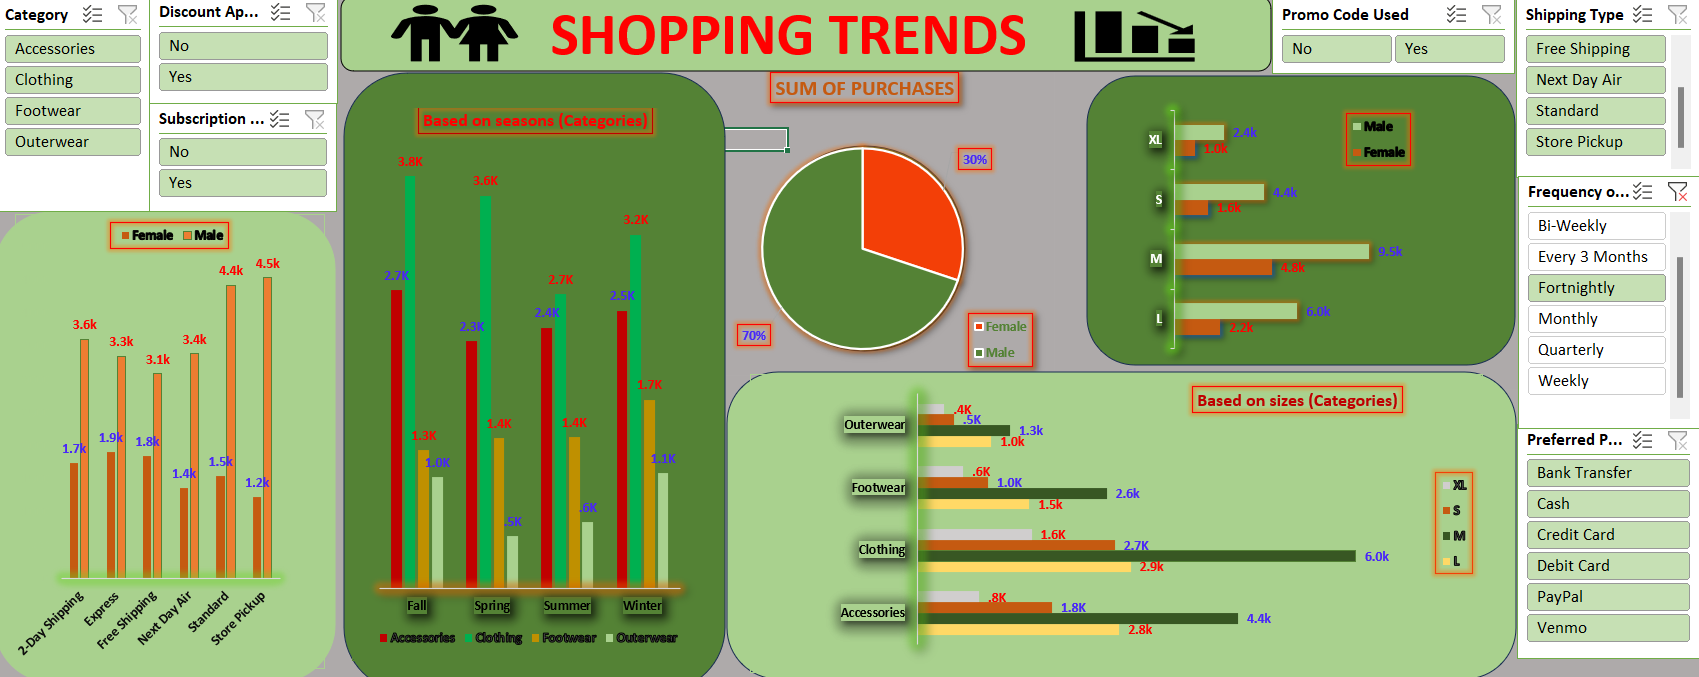 Category
Accessories
Clothing
Footwear
Outerwear
Discount Ap...
No
Yes
Subscription ...
No
Yes
SHOPPING TRENDS
Promo Code Used
No
Yes
Shipping Type
Free Shipping
Next Day Air
Standard
Store Pickup
Frequency o...
Bi-Weekly
Every 3 Months
Fortnightly
Monthly
Quarterly
Weekly
Preferred P...
Bank Transfer
Cash
Credit Card
Debit Card
PayPal
Venmo
Female
Male
1.7k
3.6k
1.9k
3.3k
1.8k
3.1k
1.4k
3.4k
1.5k
4.4k
1.2k
4.5k
2-Day Shipping
Express
Free Shipping
Next Day Air
Standard
Store Pickup
Based on seasons (Categories)
2.7K
3.8K
1.3K
1.0K
2.3K
3.6K
1.4K
.5K
2.4K
2.7K
1.4K
.6K
2.5K
3.2K
1.7K
1.1K
Fall
Spring
Summer
Winter
Accessories
Clothing
Footwear
Outerwear
SUM OF PURCHASES
30%
70%
Female
Male
Male
Female
XL
2.4k
1.0k
S
4.4k
1.6k
M
9.5k
4.8k
L
6.0k
2.2k
Based on sizes (Categories)
Outerwear
.4K
.5K
1.3k
1.0k
Footwear
.6K
1.0K
2.6k
1.5k
Clothing
1.6K
2.7K
6.0k
2.9k
Accessories
.8K
1.8K
4.4k
2.8k
XL
S
M
L